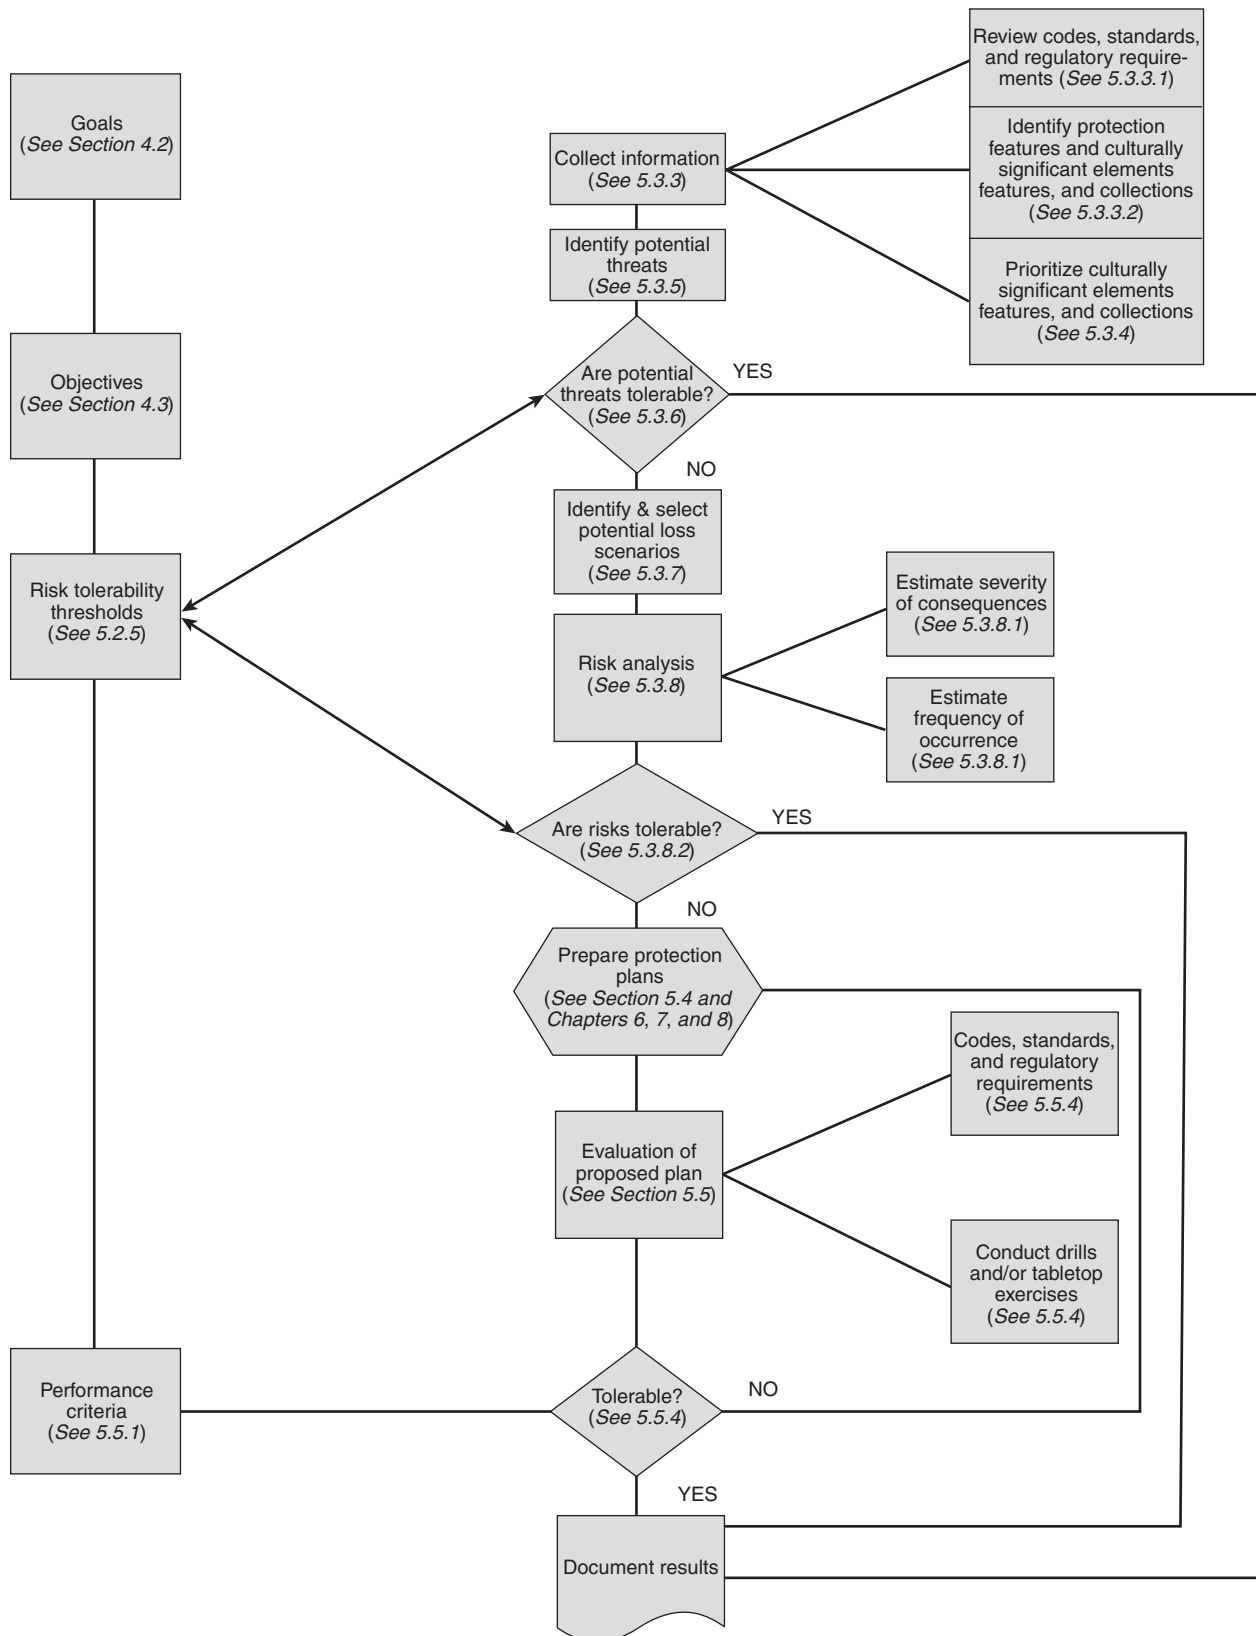 Goals
(See Section 4.2)
Objectives
(See Section 4.3)
Risk tolerability
thresholds
(See 5.2.5)
Performance
criteria
(See 5.5.1)
Collect information
(See 5.3.3)
Review codes, standards,
and regulatory require-
ments (See 5.3.3.1)
Identify protection
features and culturally
significant elements
features, and collections
(See 5.3.3.2)
Prioritize culturally
significant elements
features, and collections
(See 5.3.4)
Identify potential
threats
(See 5.3.5)
Are potential
threats tolerable?
(See 5.3.6)
YES
NO
Identify & select
potential loss
scenarios
(See 5.3.7)
Risk analysis
(See 5.3.8)
Estimate severity
of consequences
(See 5.3.8.1)
Estimate
frequency of
occurrence
(See 5.3.8.1)
Are risks tolerable?
(See 5.3.8.2)
YES
NO
Prepare protection
plans
(See Section 5.4 and
Chapters 6, 7, and 8)
Evaluation of
proposed plan
(See Section 5.5)
Codes, standards,
and regulatory
requirements
(See 5.5.4)
Conduct drills
and/or tabletop
exercises
(See 5.5.4)
Tolerable?
(See 5.5.4)
NO
YES
Document results